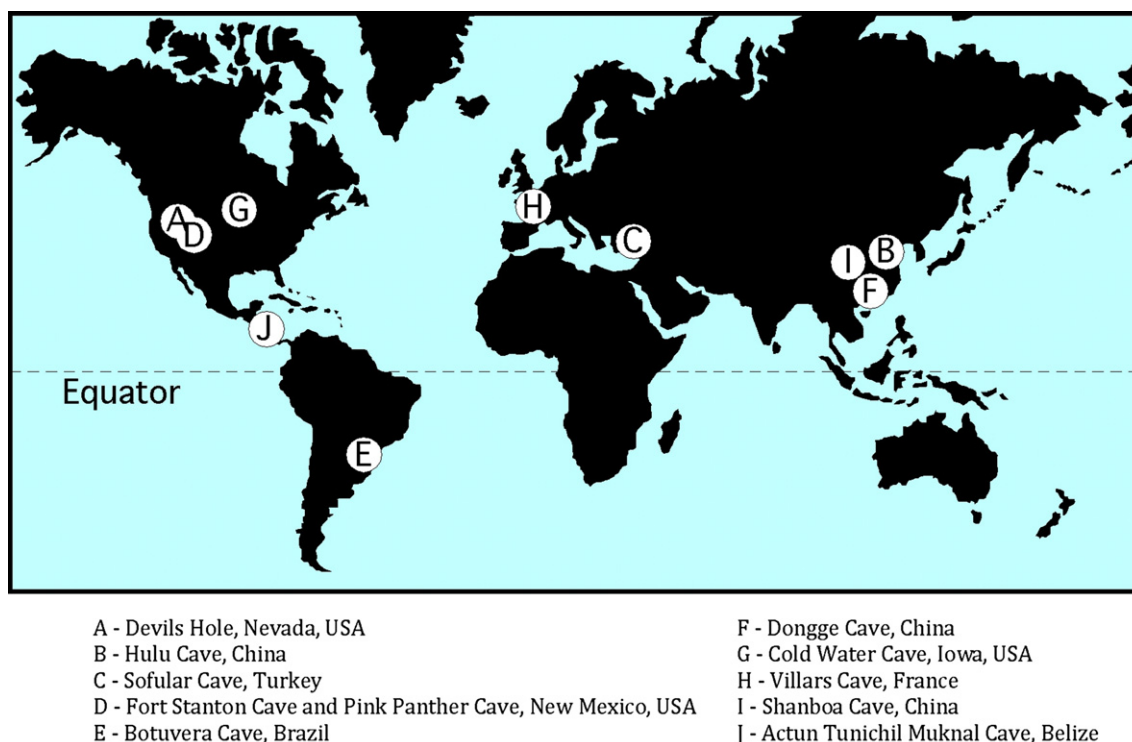 A
D
G
H
C
B
I
F
J
Equator
E
A - Devils Hole, Nevada, USA
B - Hulu Cave, China
C - Sofular Cave, Turkey
D - Fort Stanton Cave and Pink Panther Cave, New Mexico, USA
E - Botuvera Cave, Brazil
F - Dongge Cave, China
G - Cold Water Cave, Iowa, USA
H - Villars Cave, France
I - Shanboa Cave, China
J - Actun Tunichil Muknal Cave, Belize